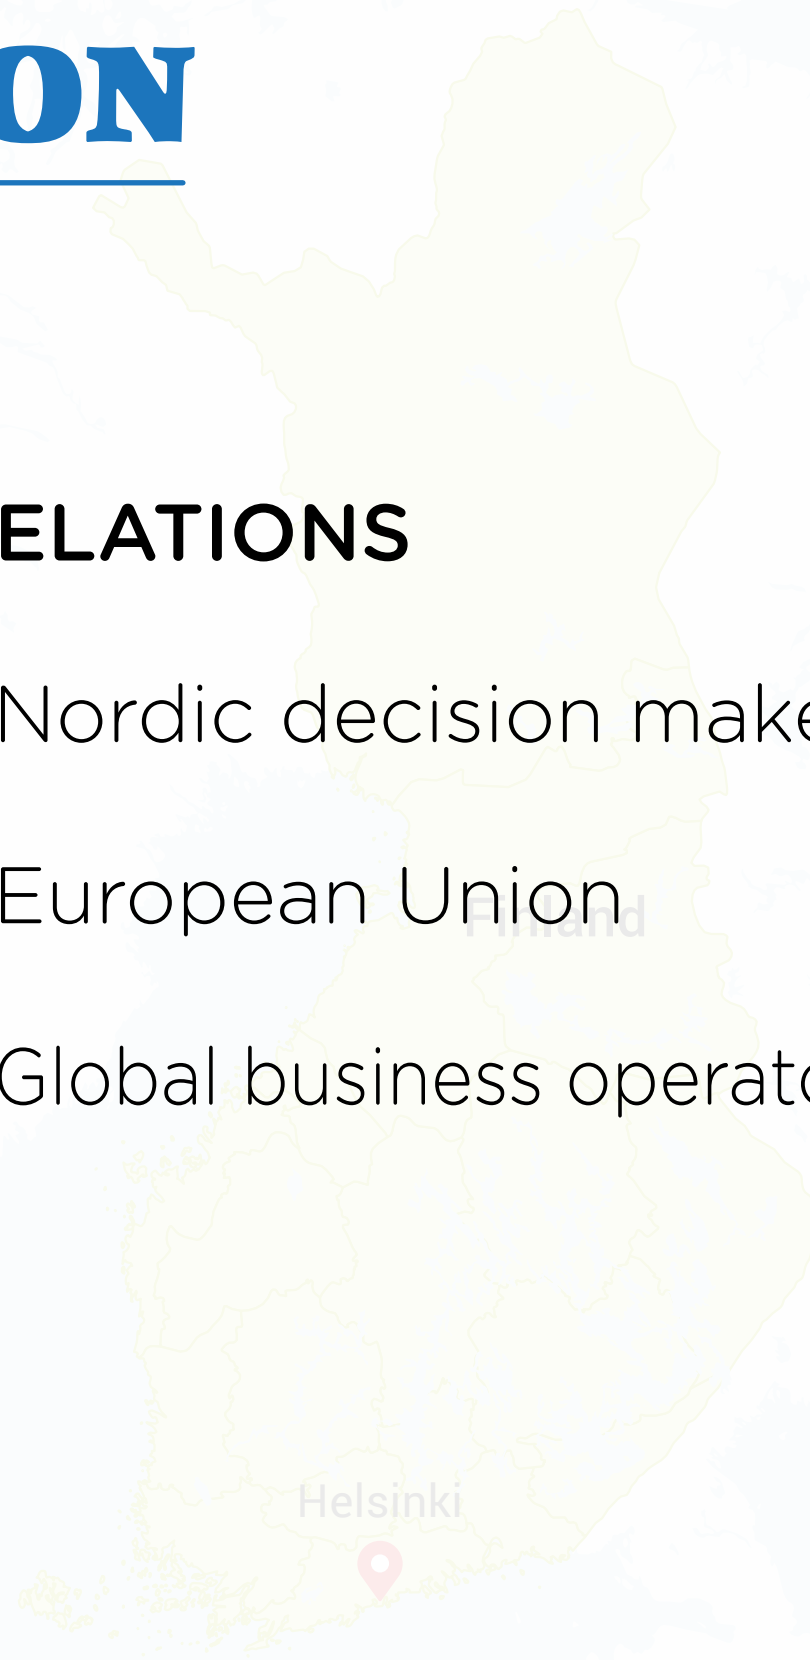 ON
ELATIONS
Nordic decision make
European Union
Finland
Global business operato
Helsinki